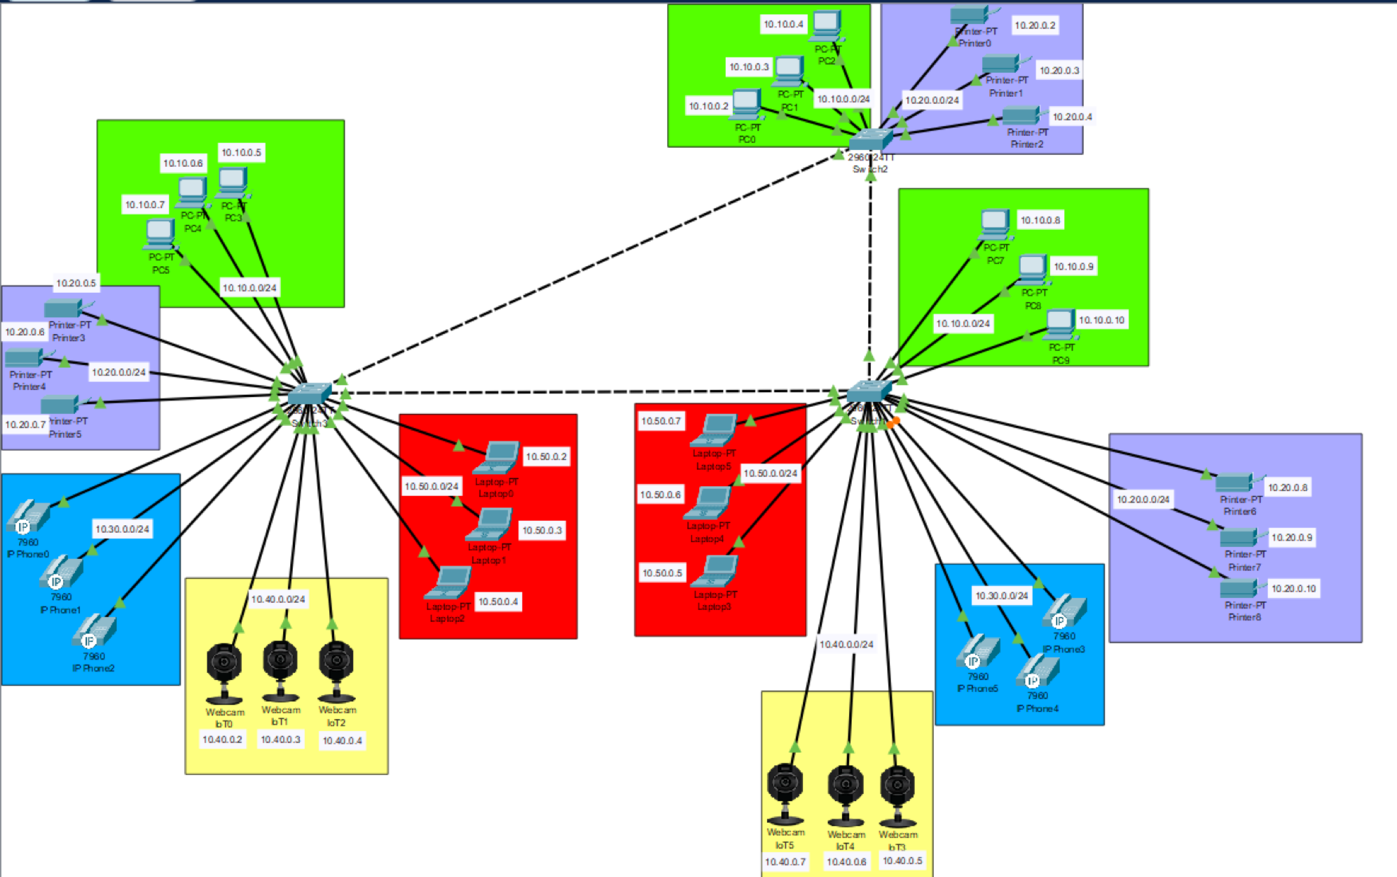 10.10.0.4
PC-PT
PC2
10.10.0.3
PC-PT
PC1
10.10.0.2
PC-PT
PC0
10.10.0.0/24
Printer-PT
Printer0
10.20.0.2
Printer-PT
Printer1
10.20.0.3
10.20.0.0/24
Printer-PT
Printer2
10.20.0.4
2960-24TT
Switch2
10.10.0.6
10.10.0.5
10.10.0.7
PC-PT
PC4
PC-PT
PC3
PC-PT
PC5
10.10.0.0/24
PC-PT
PC7
10.10.0.8
PC-PT
PC8
10.10.0.9
10.10.0.0/24
PC-PT
PC9
10.10.0.10
10.20.0.5
Printer-PT
Printer3
10.20.0.6
Printer-PT
Printer4
10.20.0.0/24
10.20.0.7
Printer-PT
Printer5
Switch3
10.50.0.2
Laptop-PT
Laptop0
10.50.0.0/24
10.50.0.3
Laptop-PT
Laptop1
10.50.0.4
Laptop-PT
Laptop2
10.50.0.7
Laptop-PT
Laptop5
10.50.0.0/24
10.50.0.6
Laptop-PT
Laptop4
10.50.0.5
Laptop-PT
Laptop3
10.20.0.0/24
Printer-PT
Printer6
10.20.0.8
Printer-PT
Printer7
10.20.0.9
Printer-PT
Printer8
10.20.0.10
IP
7960
IP Phone0
10.30.0.0/24
IP
7960
IP Phone1
IP
7960
IP Phone2
10.40.0.0/24
Webcam
IoT0
10.40.0.2
Webcam
IoT1
10.40.0.3
Webcam
IoT2
10.40.0.4
10.30.0.0/24
IP
7960
IP Phone3
IP
7960
IP Phone5
IP
7960
IP Phone4
10.40.0.0/24
Webcam
IoT5
10.40.0.7
Webcam
IoT4
10.40.0.6
Webcam
IoT3
10.40.0.5